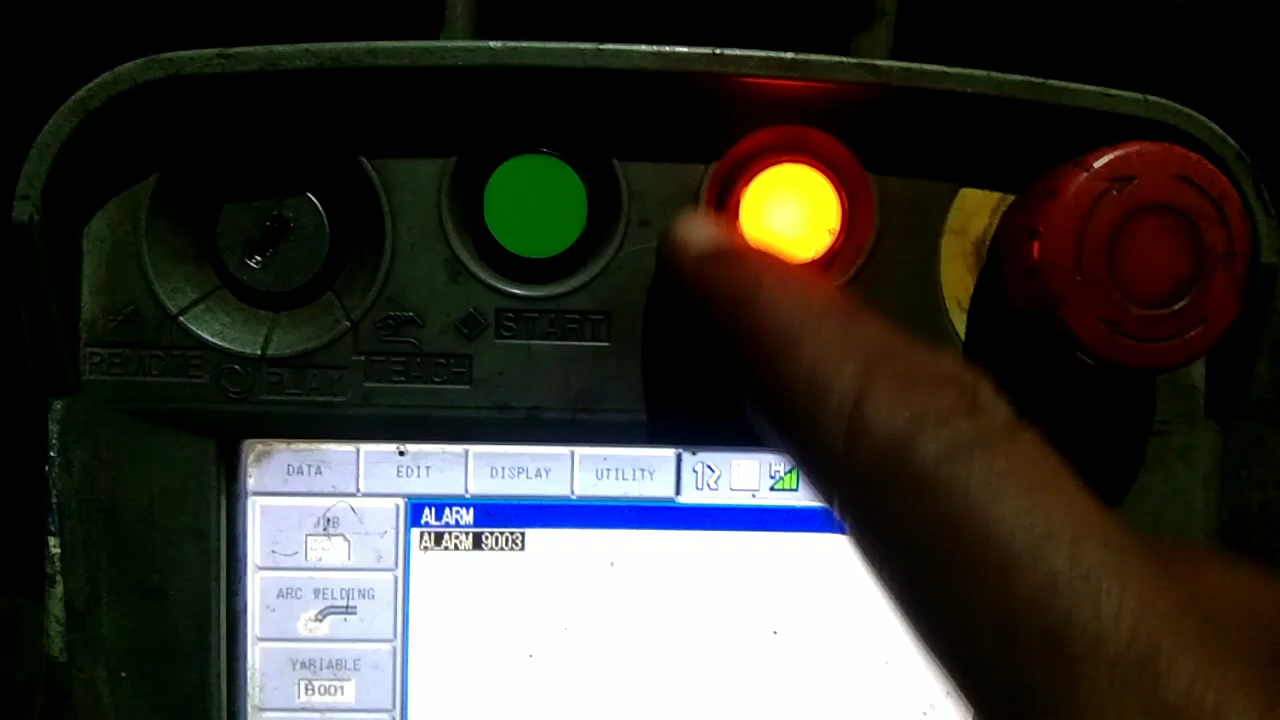 START
REMOTE
PLAY
TEACH
DATA
EDIT
DISPLAY
UTILITY
JOB
ALARM
ALARM 9003
ARC WELDING
VARIABLE
B001